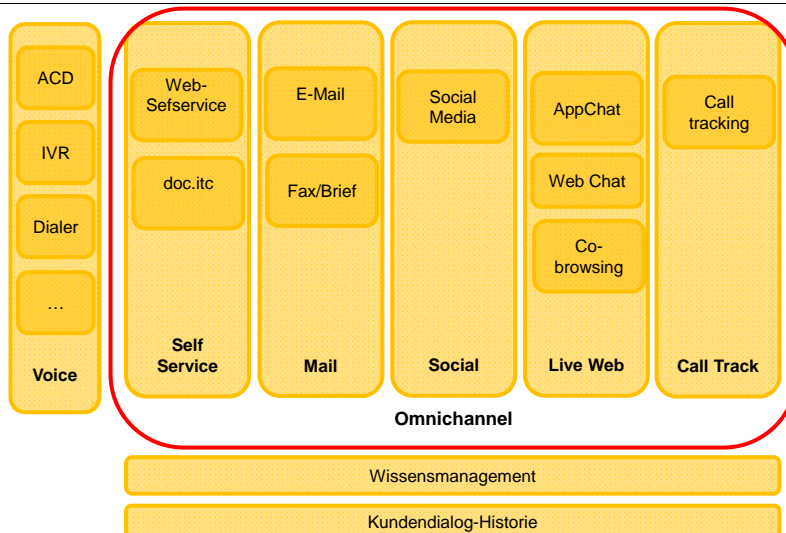 ACD
IVR
Dialer
…
Voice
Web-
Sefservice
doc.itc
Self
Service
E-Mail
Fax/Brief
Mail
Social
Media
Social
AppChat
Web Chat
Co-
browsing
Live Web
Call
tracking
Call Track
Omnichannel
Wissensmanagement
Kundendialog-Historie